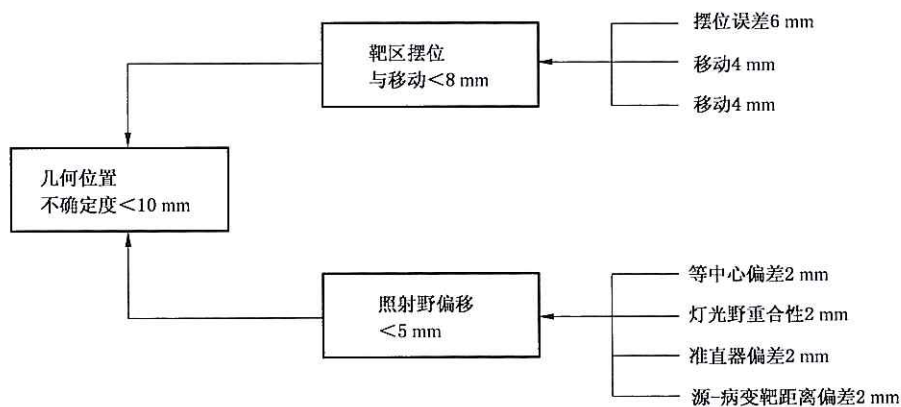 靶区摆位
与移动＜8 mm
摆位误差6 mm
移动4 mm
移动4 mm
几何位置
不确定度＜10 mm
照射野偏移
＜5 mm
等中心偏差2 mm
灯光野重合性2 mm
准直器偏差2 mm
源-病变靶距离偏差2 mm